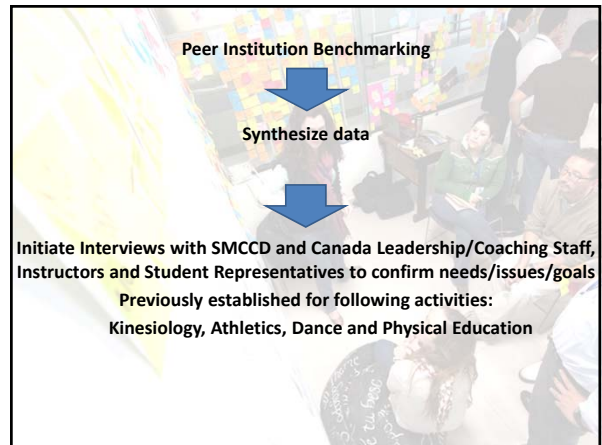 Peer Institution Benchmarking
Synthesize data
Initiate Interviews with SMCCD and Canada Leadership/Coaching Staff,
Instructors and Student Representatives to confirm needs/issues/goals
Previously established for following activities:
Kinesiology, Athletics, Dance and Physical Education